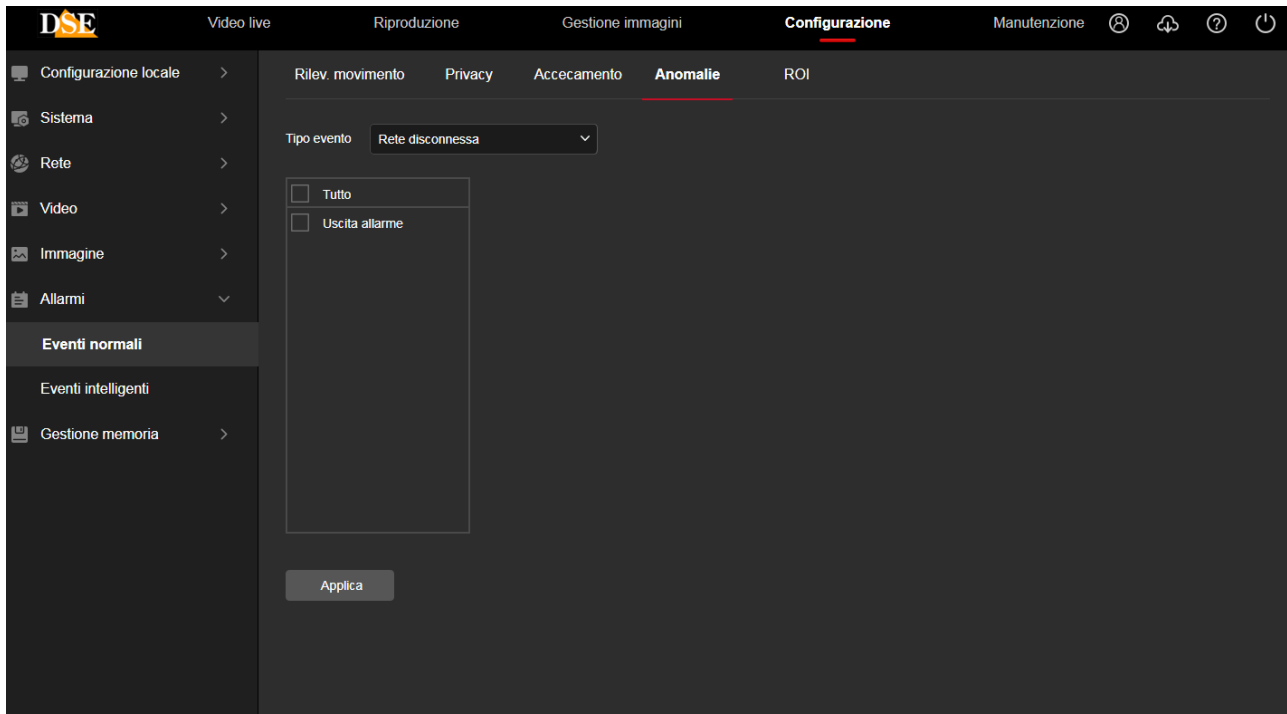 DSE Video live Riproduzione Gestione immagini Configurazione Manutenzione
Configurazione locale
Sistema
Rete
Video
Immagine
Allarmi
Eventi normali
Eventi intelligenti
Gestione memoria
Rilev. movimento Privacy Accecamento Anomalie ROI
Tipo evento Rete disconnessa
Tutto
Uscita allarme
Applica